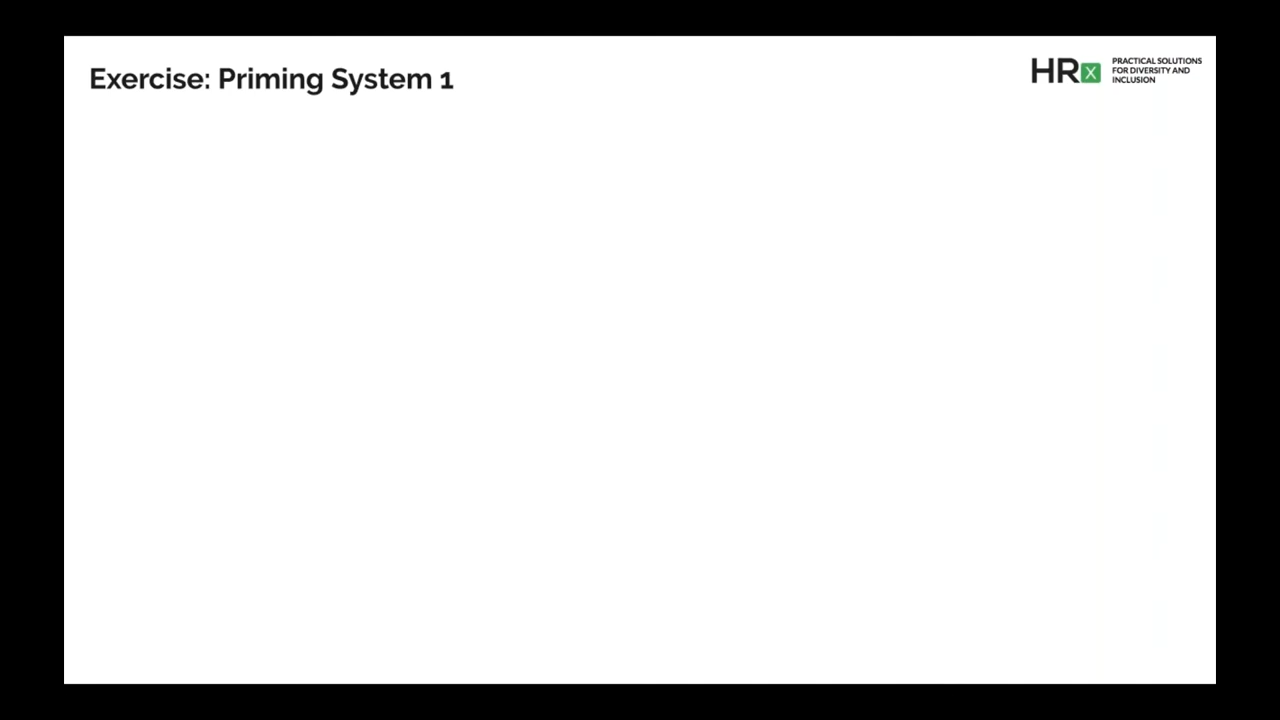 Exercise: Priming System 1
HRx
PRACTICAL SOLUTIONS
FOR DIVERSITY AND
INCLUSION